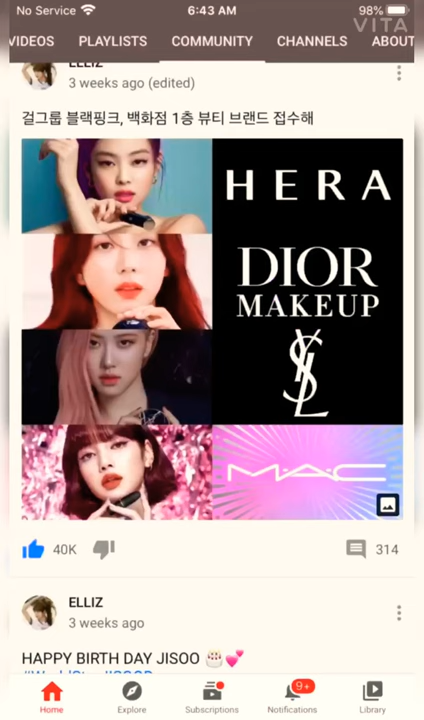 No Service 6:43 AM 98%
VITA
VIDEOS PLAYLISTS COMMUNITY CHANNELS ABOUT
ELLIZ
3 weeks ago (edited)
걸그룹 블랙핑크, 백화점 1층 뷰티 브랜드 접수해
HERA
DIOR
MAKEUP
YSL
MAC
40K 314
ELLIZ
3 weeks ago
HAPPY BIRTH DAY JISOO 🎂💕
Home Explore Subscriptions 9+ Notifications Library